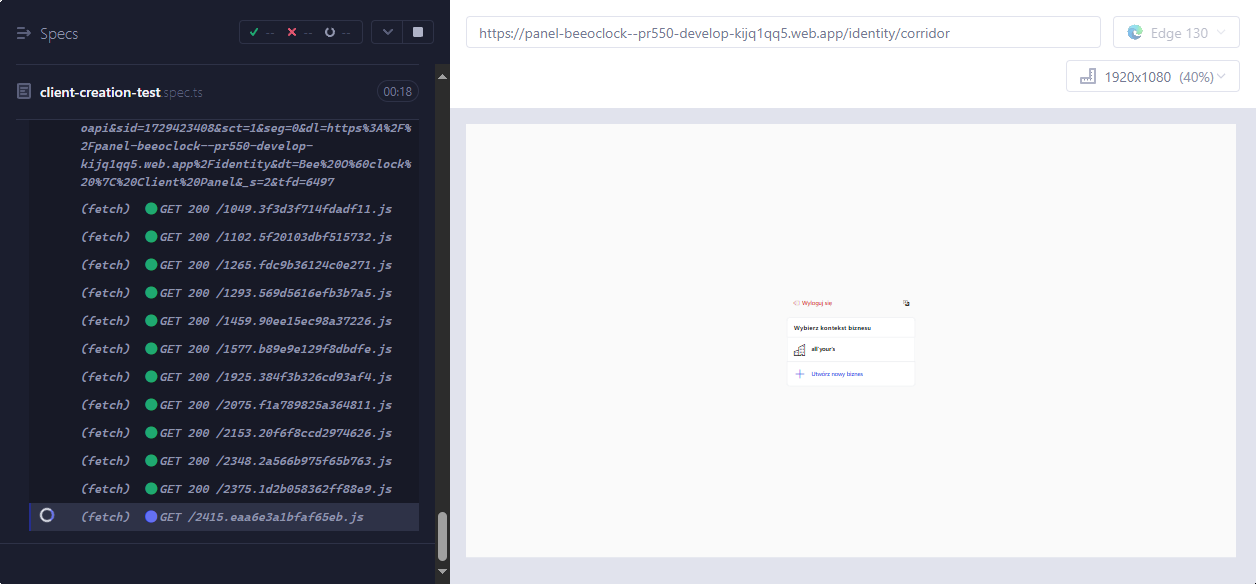 Specs
-- -- --
client-creation-test spec.ts
00:18
oapi&sid=1729423408&sct=1&seg=0&dl=https%3A%2F%
2Fpanel-beeoclock--pr550-develop-
kijq1qq5.web.app%2Fidentity&dt=Bee%20O%60clock%
20%7C%20Client%20Panel&_s=2&tfd=6497
(fetch) GET 200 /1049.3f3d3f714fdadf11.js
(fetch) GET 200 /1102.5f20103dbf515732.js
(fetch) GET 200 /1265.fdc9b36124c0e271.js
(fetch) GET 200 /1293.569d5616efb3b7a5.js
(fetch) GET 200 /1459.90ee15ec98a37226.js
(fetch) GET 200 /1577.b89e9e129f8dbdfe.js
(fetch) GET 200 /1925.384f3b326cd93af4.js
(fetch) GET 200 /2075.f1a789825a364811.js
(fetch) GET 200 /2153.20f6f8ccd2974626.js
(fetch) GET 200 /2348.2a566b975f65b763.js
(fetch) GET 200 /2375.1d2b058362ff88e9.js
(fetch) GET /2415.eaa6e3a1bfaf65eb.js
https://panel-beeoclock--pr550-develop-kijq1qq5.web.app/identity/corridor
Edge 130
1920x1080 (40%)
Wyloguj się
Wybierz kontekst biznesu
all'your's
Utwórz nowy biznes